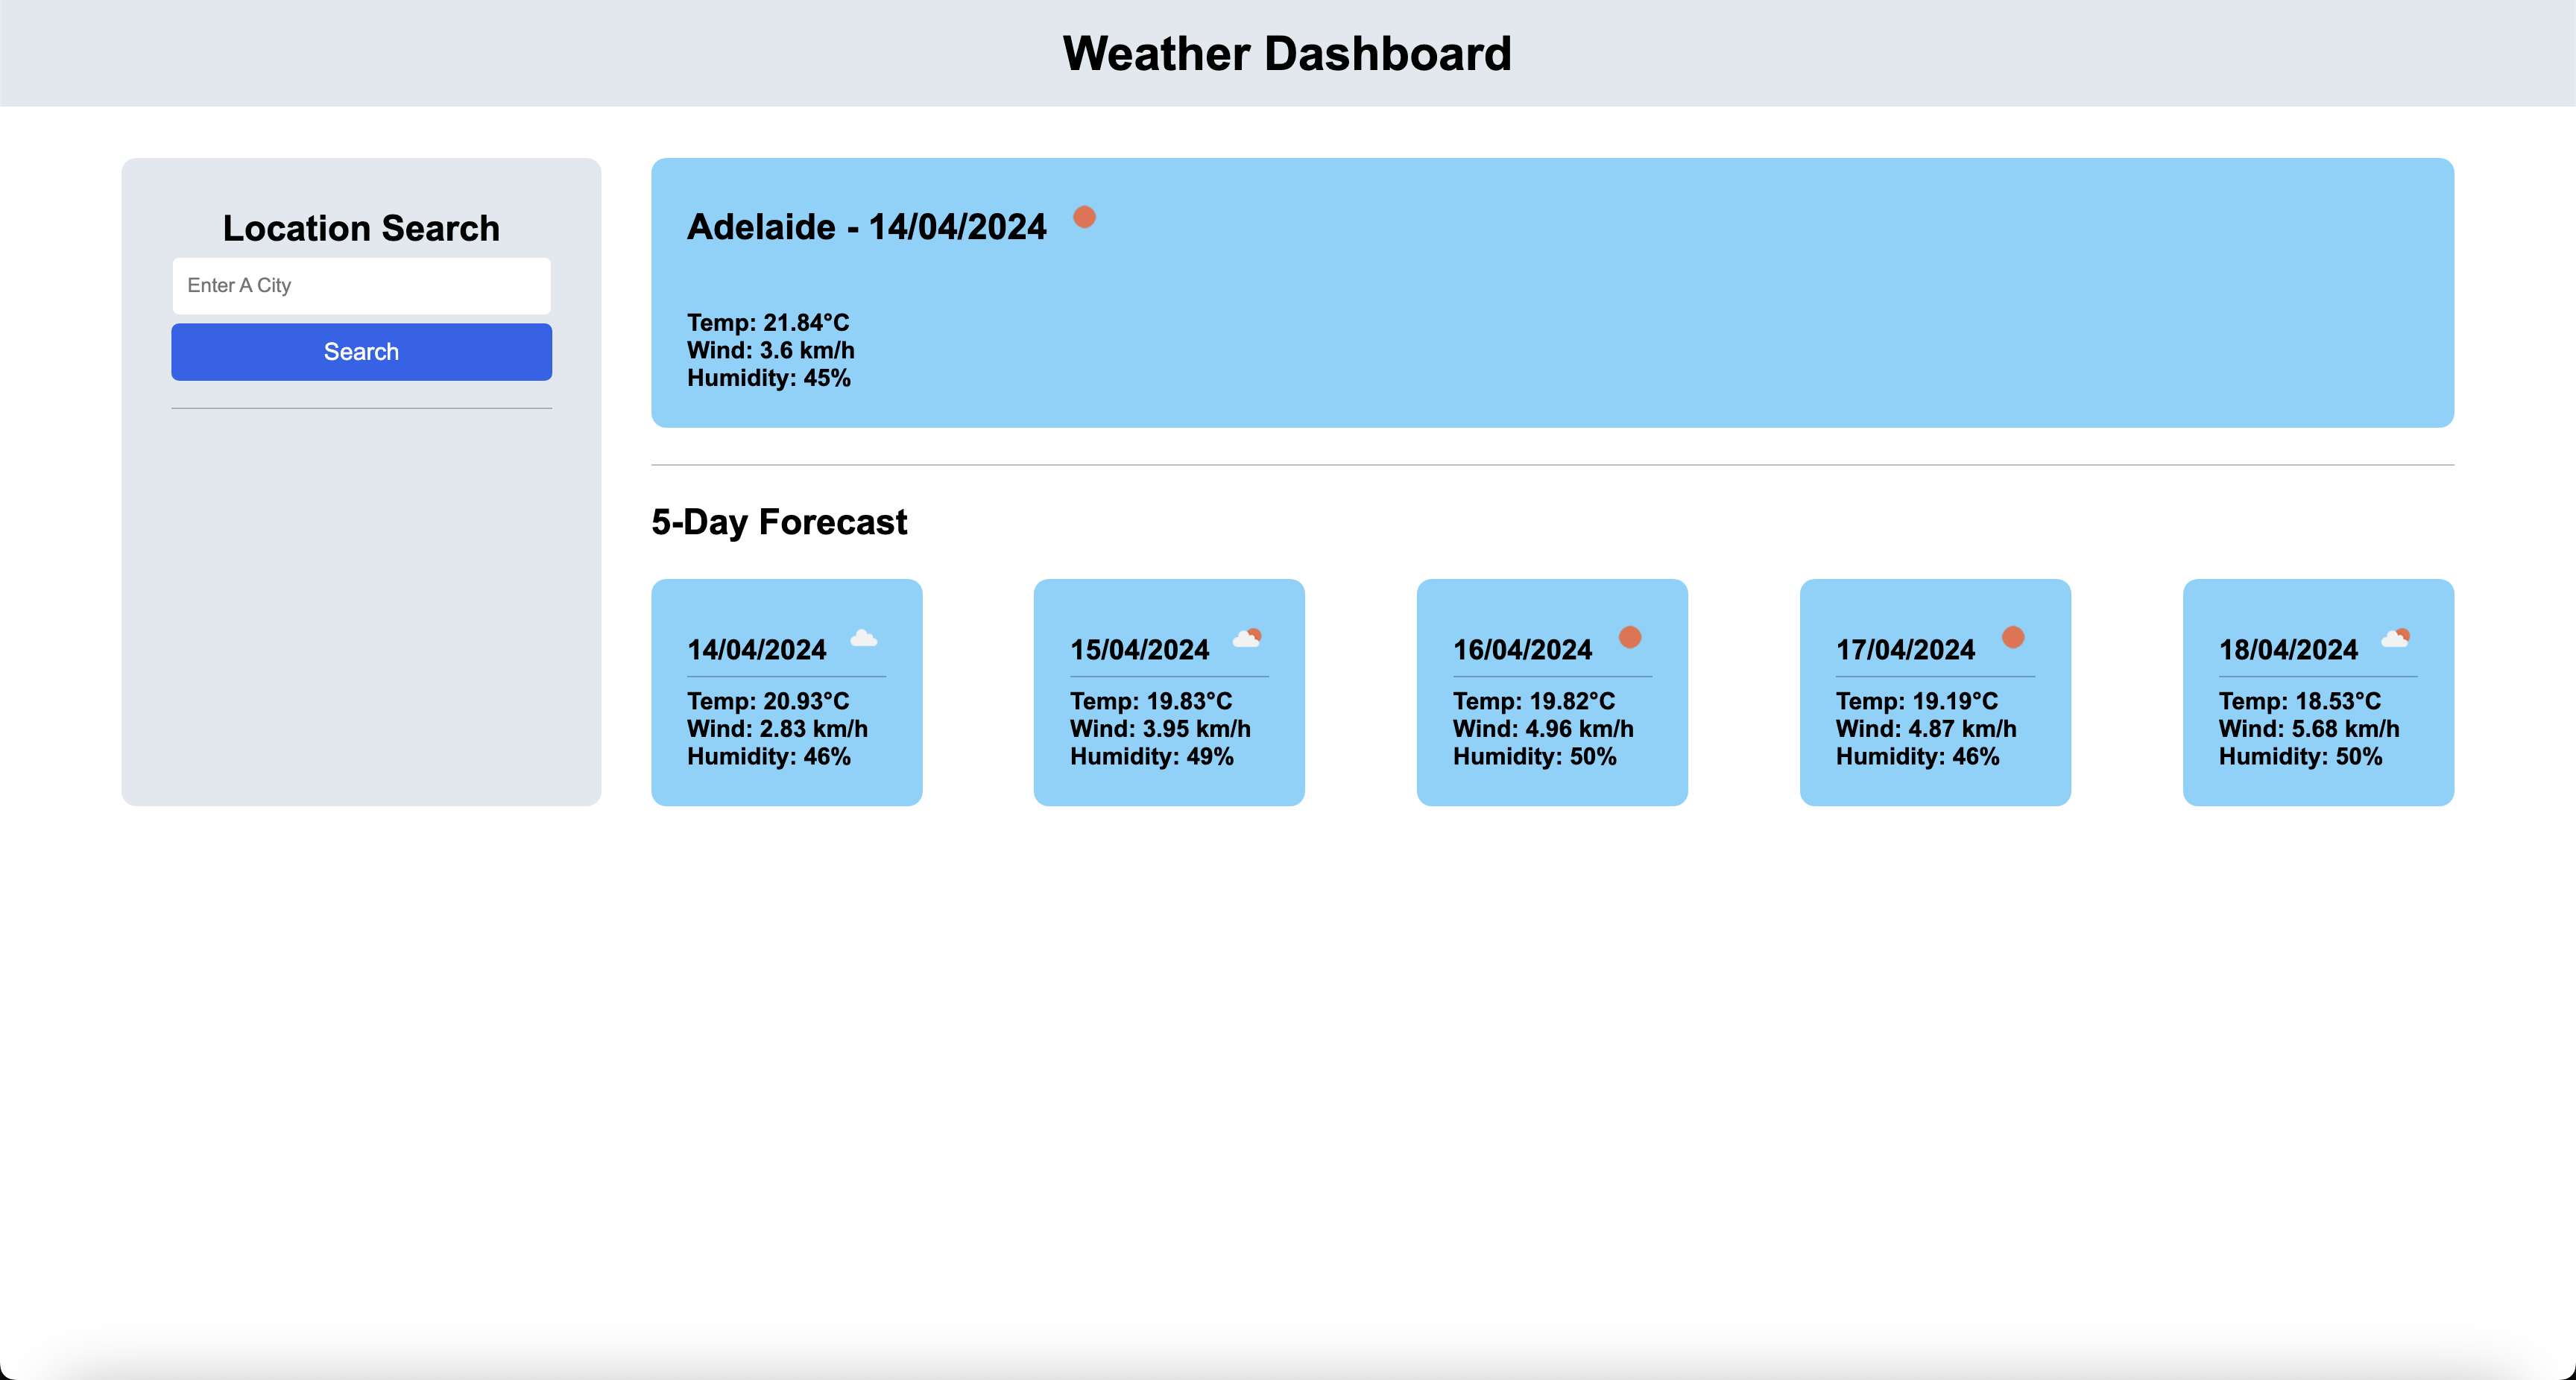 Weather Dashboard
Location Search
Enter A City
Search
Adelaide - 14/04/2024
Temp: 21.84°C
Wind: 3.6 km/h
Humidity: 45%
5-Day Forecast
14/04/2024
Temp: 20.93°C
Wind: 2.83 km/h
Humidity: 46%
15/04/2024
Temp: 19.83°C
Wind: 3.95 km/h
Humidity: 49%
16/04/2024
Temp: 19.82°C
Wind: 4.96 km/h
Humidity: 50%
17/04/2024
Temp: 19.19°C
Wind: 4.87 km/h
Humidity: 46%
18/04/2024
Temp: 18.53°C
Wind: 5.68 km/h
Humidity: 50%